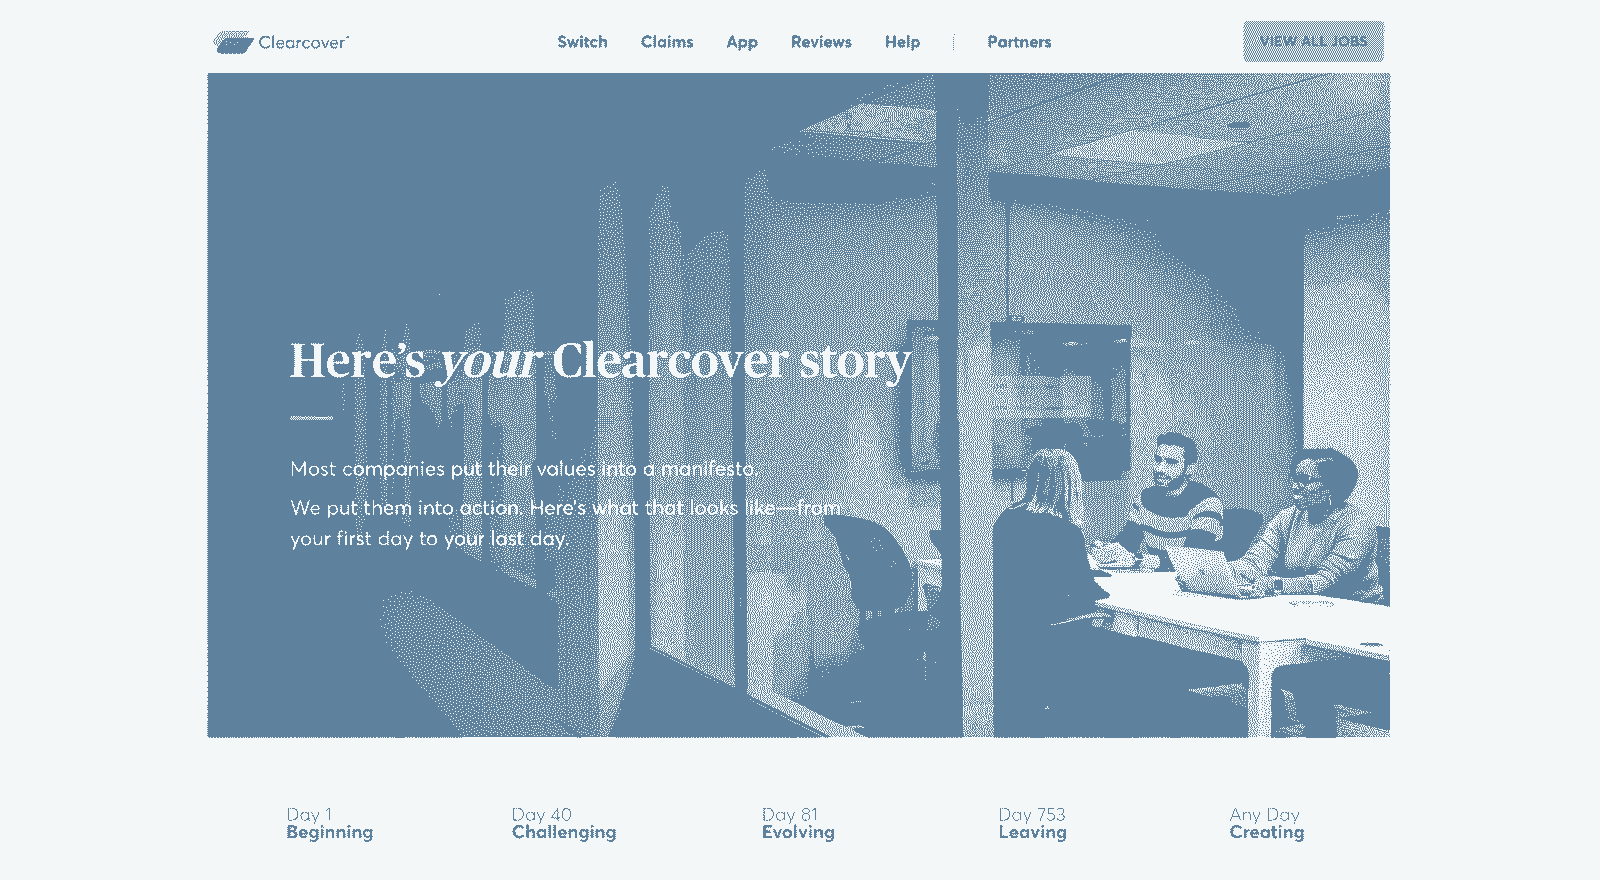 Clearcover
Switch Claims App Reviews Help Partners
VIEW ALL JOBS
Here's your Clearcover story
Most companies put their values into a manifesto.
We put them into action. Here's what that looks like—from
your first day to your last day.
Day 1
Beginning
Day 40
Challenging
Day 81
Evolving
Day 753
Leaving
Any Day
Creating